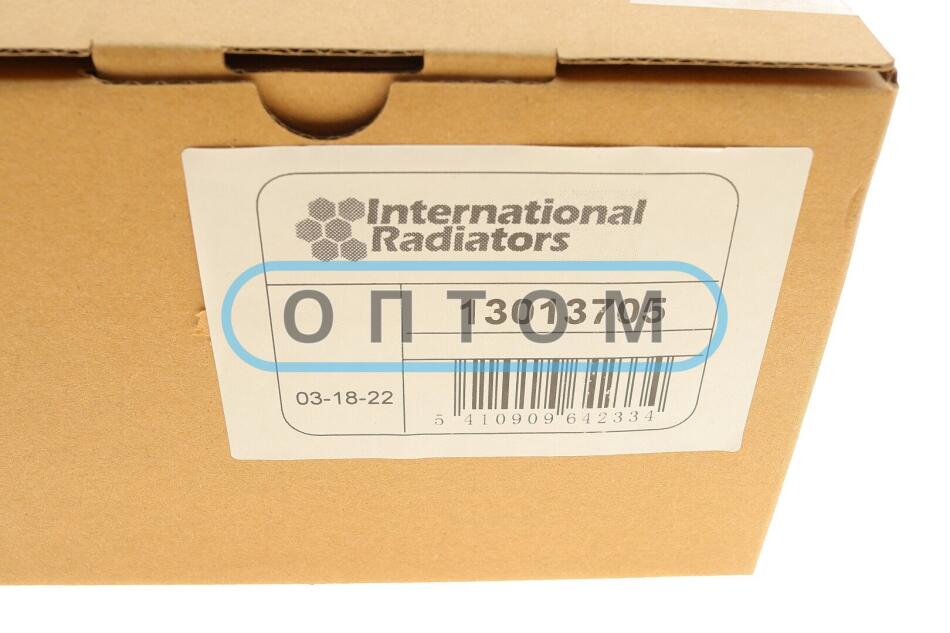 International
Radiators
13013705
ОПТОМ
03-18-22
5 410909 642334